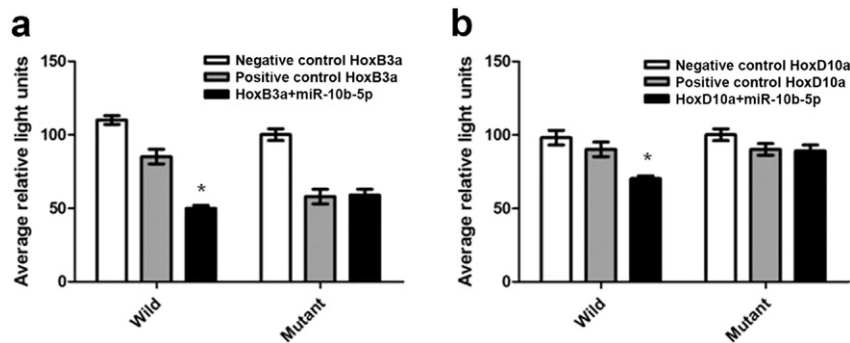 a
Average relative light units
150
100
50
0
Negative control HoxB3a
Positive control HoxB3a
HoxB3a+miR-10b-5p
*
Wild
Mutant
b
Average relative light units
150
100
50
0
Negative control HoxD10a
Positive control HoxD10a
HoxD10a+miR-10b-5p
*
Wild
Mutant